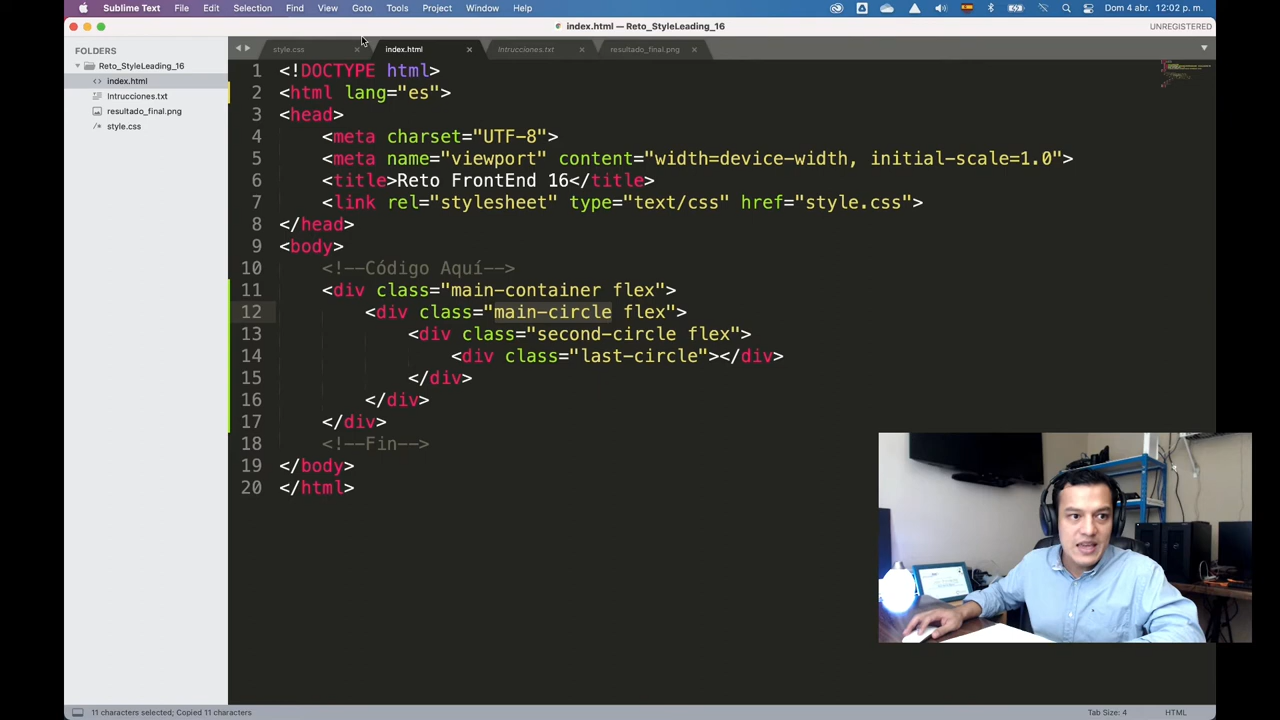 Sublime Text File Edit Selection Find View Goto Tools Project Window Help Dom 4 abr. 12:02 p. m.
index.html — Reto_StyleLeading_16 UNREGISTERED
FOLDERS
Reto_StyleLeading_16
index.html
Intrucciones.txt
resultado_final.png
style.css
style.css index.html Intrucciones.txt resultado_final.png
1 <!DOCTYPE html>
2 <html lang="es">
3 <head>
4 <meta charset="UTF-8">
5 <meta name="viewport" content="width=device-width, initial-scale=1.0">
6 <title>Reto FrontEnd 16</title>
7 <link rel="stylesheet" type="text/css" href="style.css">
8 </head>
9 <body>
10 <!--Código Aquí-->
11 <div class="main-container flex">
12 <div class="main-circle flex">
13 <div class="second-circle flex">
14 <div class="last-circle"></div>
15 </div>
16 </div>
17 </div>
18 <!--Fin-->
19 </body>
20 </html>
11 characters selected; Copied 11 characters Tab Size: 4 HTML